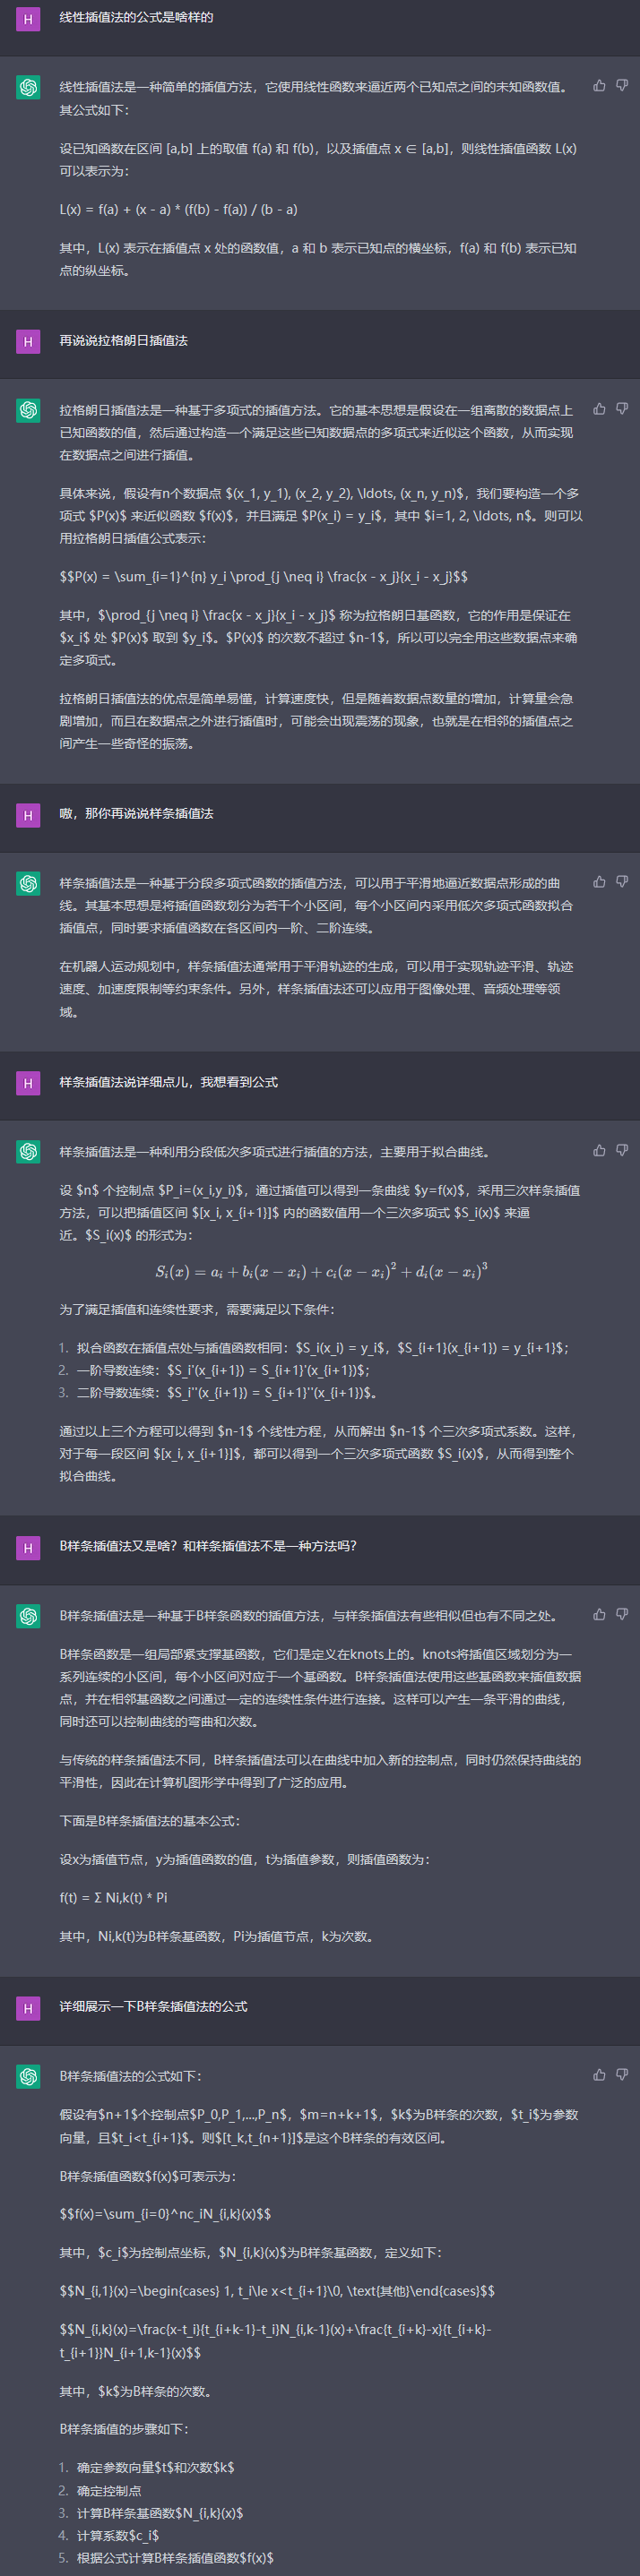 H
线性插值法的公式是啥样的
线性插值法是一种简单的插值方法，它使用线性函数来逼近两个已知点之间的未知函数值。
其公式如下：
设已知函数在区间 [a,b] 上的取值 f(a) 和 f(b)，以及插值点 x ∈ [a,b]，则线性插值函数 L(x)
可以表示为：
L(x) = f(a) + (x - a) * (f(b) - f(a)) / (b - a)
其中，L(x) 表示在插值点 x 处的函数值，a 和 b 表示已知点的横坐标，f(a) 和 f(b) 表示已知
点的纵坐标。
H
再说说拉格朗日插值法
拉格朗日插值法是一种基于多项式的插值方法。它的基本思想是假设在一组离散的数据点上
已知函数的值，然后通过构造一个满足这些已知数据点的多项式来近似这个函数，从而实现
在数据点之间进行插值。
具体来说，假设有n个数据点 $(x_1, y_1), (x_2, y_2), \ldots, (x_n, y_n)$，我们要构造一个多
项式 $P(x)$ 来近似函数 $f(x)$，并且满足 $P(x_i) = y_i$，其中 $i=1, 2, \ldots, n$。则可以
用拉格朗日插值公式表示：
$$P(x) = \sum_{i=1}^{n} y_i \prod_{j \neq i} \frac{x - x_j}{x_i - x_j}$$
其中，$\prod_{j \neq i} \frac{x - x_j}{x_i - x_j}$ 称为拉格朗日基函数，它的作用是保证在
$x_i$ 处 $P(x)$ 取到 $y_i$。$P(x)$ 的次数不超过 $n-1$，所以可以完全用这些数据点来确
定多项式。
拉格朗日插值法的优点是简单易懂，计算速度快，但是随着数据点数量的增加，计算量会急
剧增加，而且在数据点之外进行插值时，可能会出现震荡的现象，也就是在相邻的插值点之
间产生一些奇怪的振荡。
H
嗷，那你再说说样条插值法
样条插值法是一种基于分段多项式函数的插值方法，可以用于平滑地逼近数据点形成的曲
线。其基本思想是将插值函数划分为若干个小区间，每个小区间内采用低次多项式函数拟合
插值点，同时要求插值函数在各区间内一阶、二阶连续。
在机器人运动规划中，样条插值法通常用于平滑轨迹的生成，可以用于实现轨迹平滑、轨迹
速度、加速度限制等约束条件。另外，样条插值法还可以应用于图像处理、音频处理等领
域。
H
样条插值法说详细点儿，我想看到公式
样条插值法是一种利用分段低次多项式进行插值的方法，主要用于拟合曲线。
设 $n$ 个控制点 $P_i=(x_i,y_i)$，通过插值可以得到一条曲线 $y=f(x)$，采用三次样条插值
方法，可以把插值区间 $[x_i, x_{i+1}]$ 内的函数值用一个三次多项式 $S_i(x)$ 来逼
近。$S_i(x)$ 的形式为：
Sᵢ(x) = aᵢ + bᵢ(x − xᵢ) + cᵢ(x − xᵢ)² + dᵢ(x − xᵢ)³
为了满足插值和连续性要求，需要满足以下条件：
1. 拟合函数在插值点处与插值函数相同：$S_i(x_i) = y_i$，$S_{i+1}(x_{i+1}) = y_{i+1}$；
2. 一阶导数连续：$S_i'(x_{i+1}) = S_{i+1}'(x_{i+1})$；
3. 二阶导数连续：$S_i''(x_{i+1}) = S_{i+1}''(x_{i+1})$。
通过以上三个方程可以得到 $n-1$ 个线性方程，从而解出 $n-1$ 个三次多项式系数。这样，
对于每一段区间 $[x_i, x_{i+1}]$，都可以得到一个三次多项式函数 $S_i(x)$，从而得到整个
拟合曲线。
H
B样条插值法又是啥？和样条插值法不是一种方法吗？
B样条插值法是一种基于B样条函数的插值方法，与样条插值法有些相似但也有不同之处。
B样条函数是一组局部紧支撑基函数，它们是定义在knots上的。knots将插值区域划分为一
系列连续的小区间，每个小区间对应于一个基函数。B样条插值法使用这些基函数来插值数据
点，并在相邻基函数之间通过一定的连续性条件进行连接。这样可以产生一条平滑的曲线，
同时还可以控制曲线的弯曲和次数。
与传统的样条插值法不同，B样条插值法可以在曲线中加入新的控制点，同时仍然保持曲线的
平滑性，因此在计算机图形学中得到了广泛的应用。
下面是B样条插值法的基本公式：
设x为插值节点，y为插值函数的值，t为插值参数，则插值函数为：
f(t) = Σ Ni,k(t) * Pi
其中，Ni,k(t)为B样条基函数，Pi为插值节点，k为次数。
H
详细展示一下B样条插值法的公式
B样条插值法的公式如下：
假设有$n+1$个控制点$P_0,P_1,...,P_n$，$m=n+k+1$，$k$为B样条的次数，$t_i$为参数
向量，且$t_i<t_{i+1}$。则$[t_k,t_{n+1}]$是这个B样条的有效区间。
B样条插值函数$f(x)$可表示为：
$$f(x)=\sum_{i=0}^nc_iN_{i,k}(x)$$
其中，$c_i$为控制点坐标，$N_{i,k}(x)$为B样条基函数，定义如下：
$$N_{i,1}(x)=\begin{cases} 1, t_i\le x<t_{i+1}\0, \text{其他}\end{cases}$$
$$N_{i,k}(x)=\frac{x-t_i}{t_{i+k-1}-t_i}N_{i,k-1}(x)+\frac{t_{i+k}-x}{t_{i+k}-
t_{i+1}}N_{i+1,k-1}(x)$$
其中，$k$为B样条的次数。
B样条插值的步骤如下：
1. 确定参数向量$t$和次数$k$
2. 确定控制点
3. 计算B样条基函数$N_{i,k}(x)$
4. 计算系数$c_i$
5. 根据公式计算B样条插值函数$f(x)$